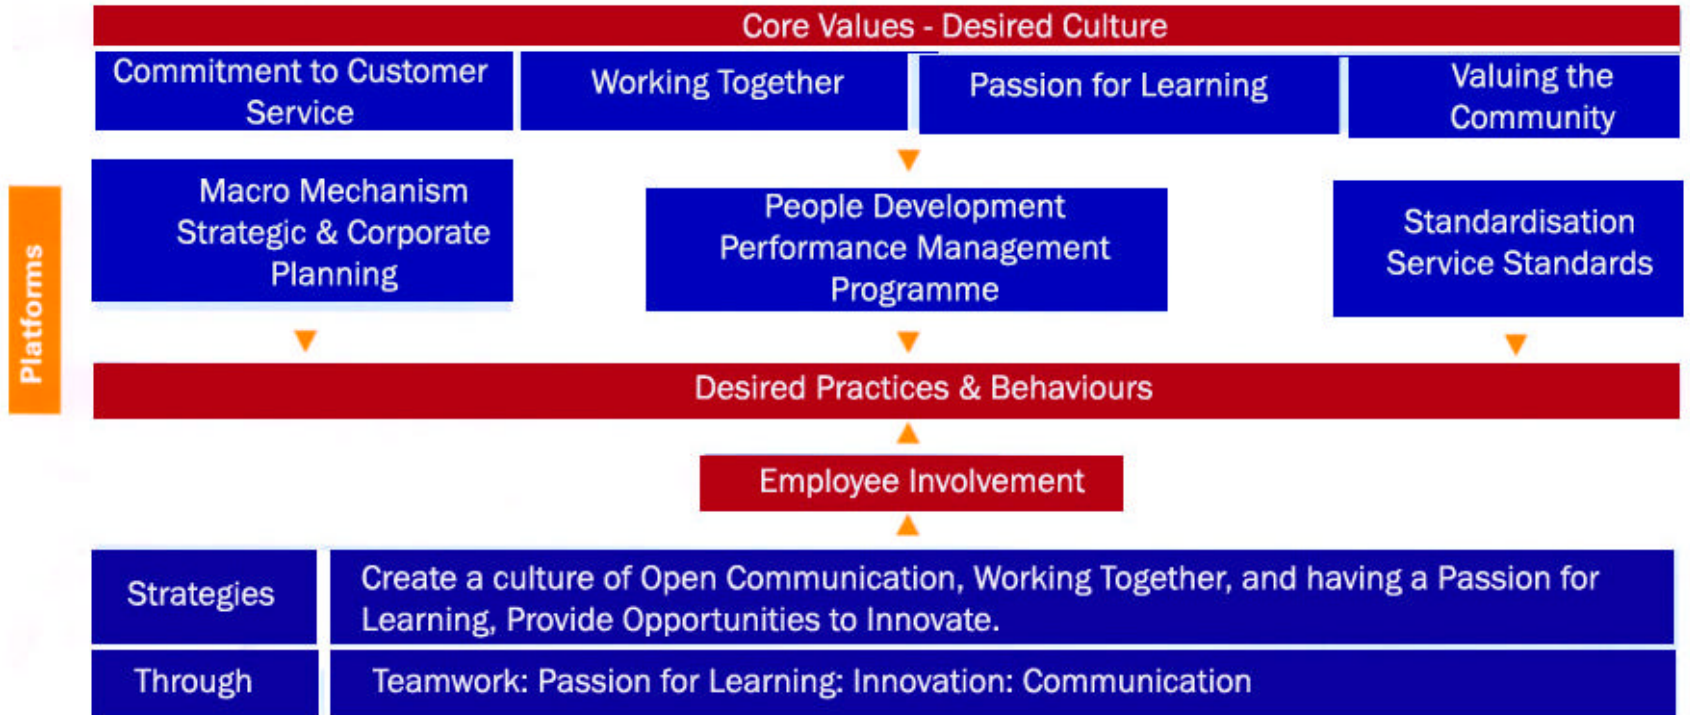 Core Values - Desired Culture
Commitment to Customer
Service
Working Together
Passion for Learning
Valuing the
Community
Platforms
Macro Mechanism
Strategic & Corporate
Planning
People Development
Performance Management
Programme
Standardisation
Service Standards
Desired Practices & Behaviours
Employee Involvement
Strategies
Create a culture of Open Communication, Working Together, and having a Passion for
Learning, Provide Opportunities to Innovate.
Through
Teamwork: Passion for Learning: Innovation: Communication